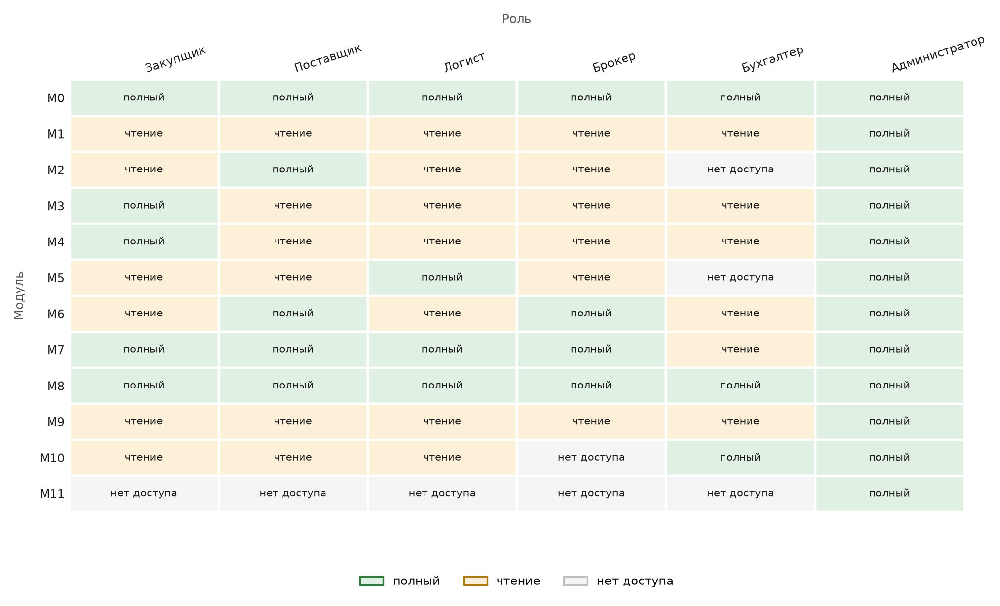 Роль
Закупщик Поставщик Логист Брокер Бухгалтер Администратор
Модуль
M0 полный полный полный полный полный полный
M1 чтение чтение чтение чтение чтение полный
M2 чтение полный чтение чтение нет доступа полный
M3 полный чтение чтение чтение чтение полный
M4 полный чтение чтение чтение чтение полный
M5 чтение чтение полный чтение нет доступа полный
M6 чтение полный чтение полный чтение полный
M7 полный полный полный полный чтение полный
M8 полный полный полный полный полный полный
M9 чтение чтение чтение чтение чтение полный
M10 чтение чтение чтение нет доступа полный полный
M11 нет доступа нет доступа нет доступа нет доступа нет доступа полный
полный чтение нет доступа